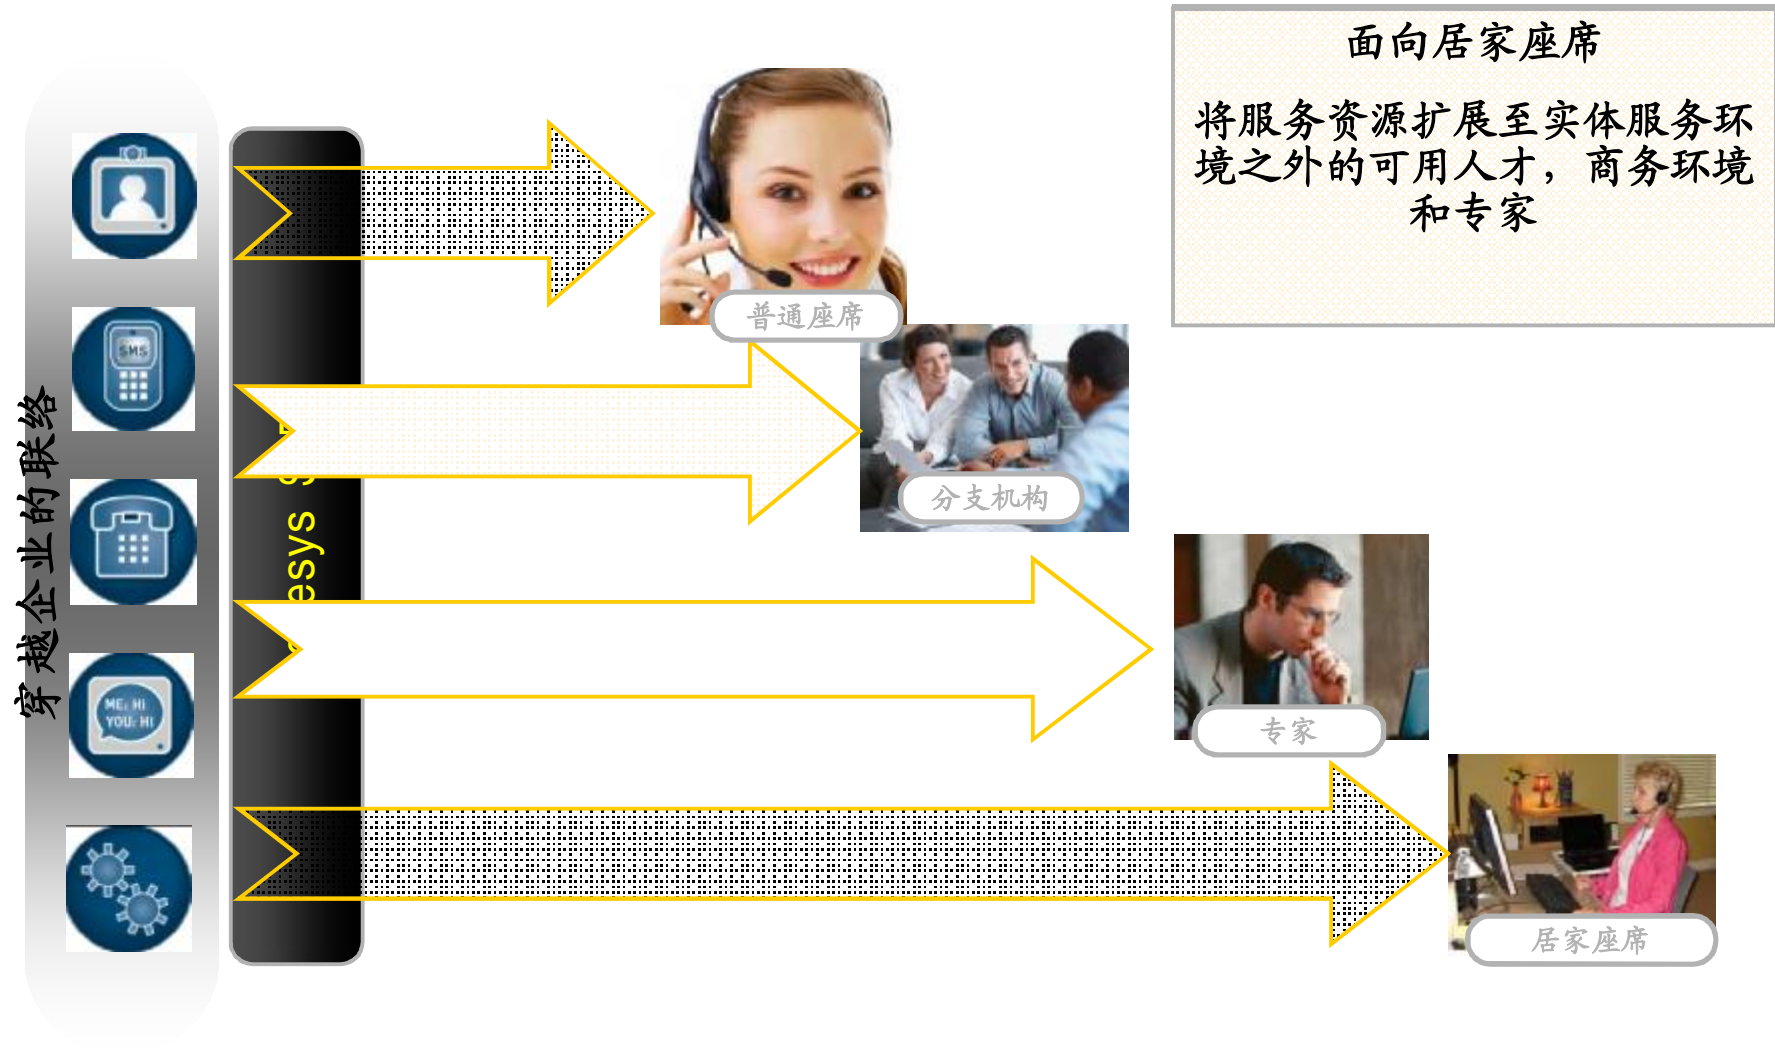 面向居家座席
将服务资源扩展至实体服务环
境之外的可用人才，商务环境
和专家
穿越企业的联络
SMS
ME: HI
YOU: HI
esys
普通座席
分支机构
专家
居家座席